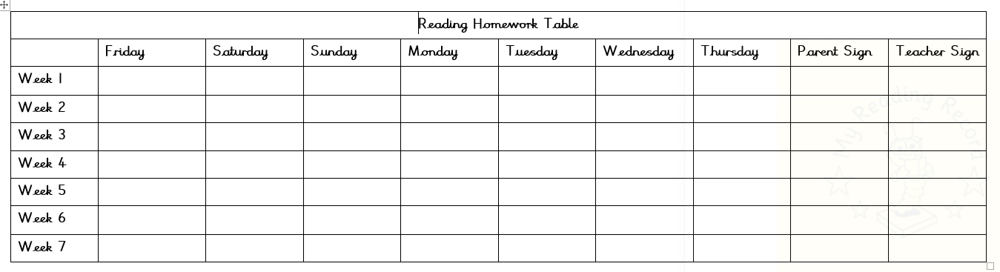 Reading Homework Table
Friday Saturday Sunday Monday Tuesday Wednesday Thursday Parent Sign Teacher Sign
Week 1
Week 2
Week 3
Week 4
Week 5
Week 6
Week 7
My Reading Record